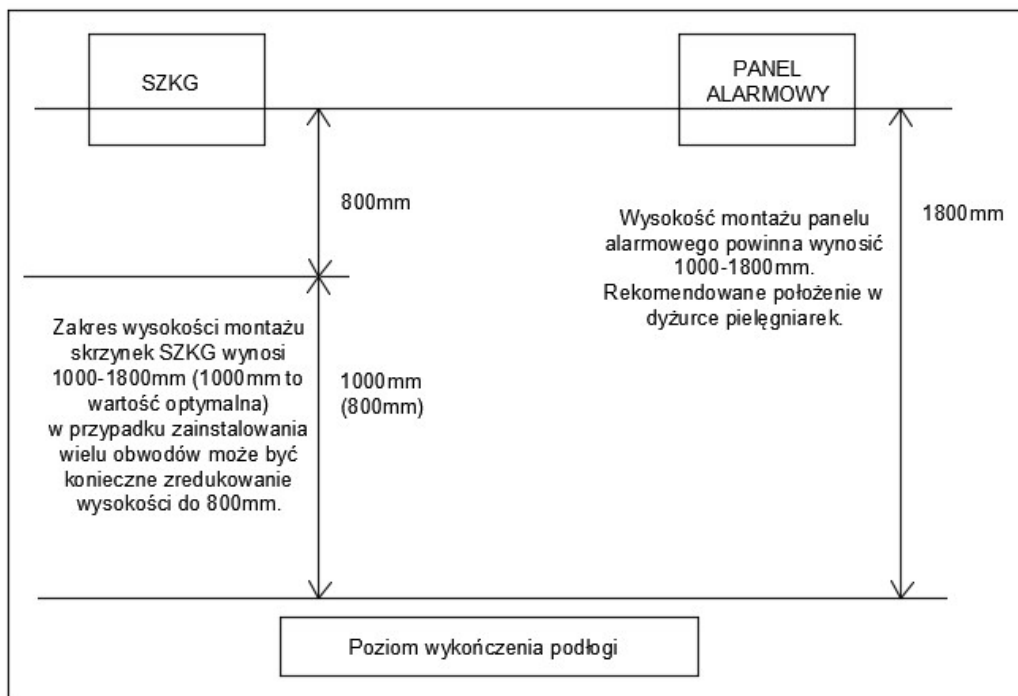 SZKG
PANEL
ALARMOWY
800mm
1800mm
Wysokość montażu panelu
alarmowego powinna wynosić
1000-1800mm.
Rekomendowane położenie w
dyżurce pielęgniarek.
Zakres wysokości montażu
skrzynek SZKG wynosi
1000-1800mm (1000mm to
wartość optymalna)
w przypadku zainstalowania
wielu obwodów może być
konieczne zredukowanie
wysokości do 800mm.
1000mm
(800mm)
Poziom wykończenia podłogi